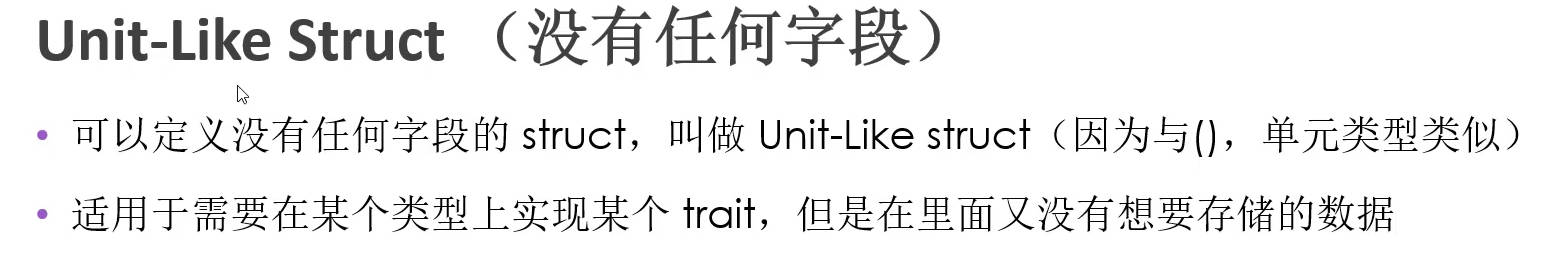 Unit-Like Struct （没有任何字段）
• 可以定义没有任何字段的 struct，叫做 Unit-Like struct（因为与()，单元类型类似）
• 适用于需要在某个类型上实现某个 trait，但是在里面又没有想要存储的数据